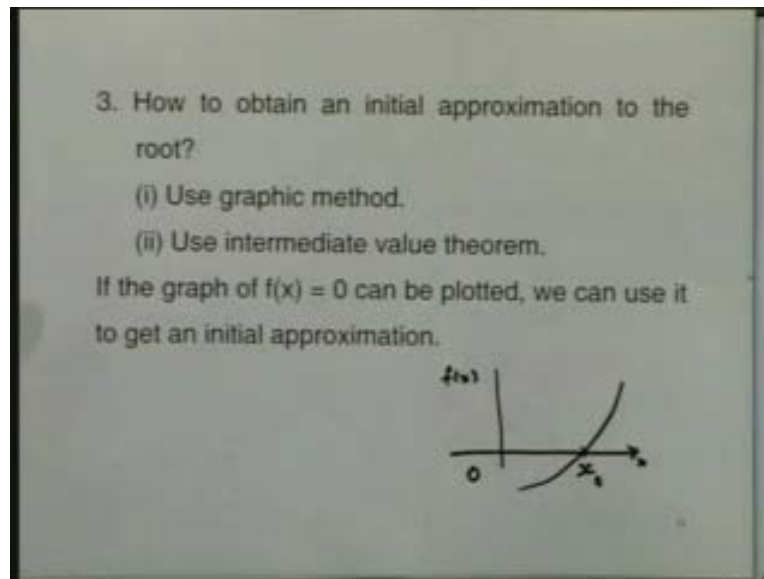 3. How to obtain an initial approximation to the
root?
(i) Use graphic method.
(ii) Use intermediate value theorem.
If the graph of f(x) = 0 can be plotted, we can use it
to get an initial approximation.
f(x)
0
x₀
x